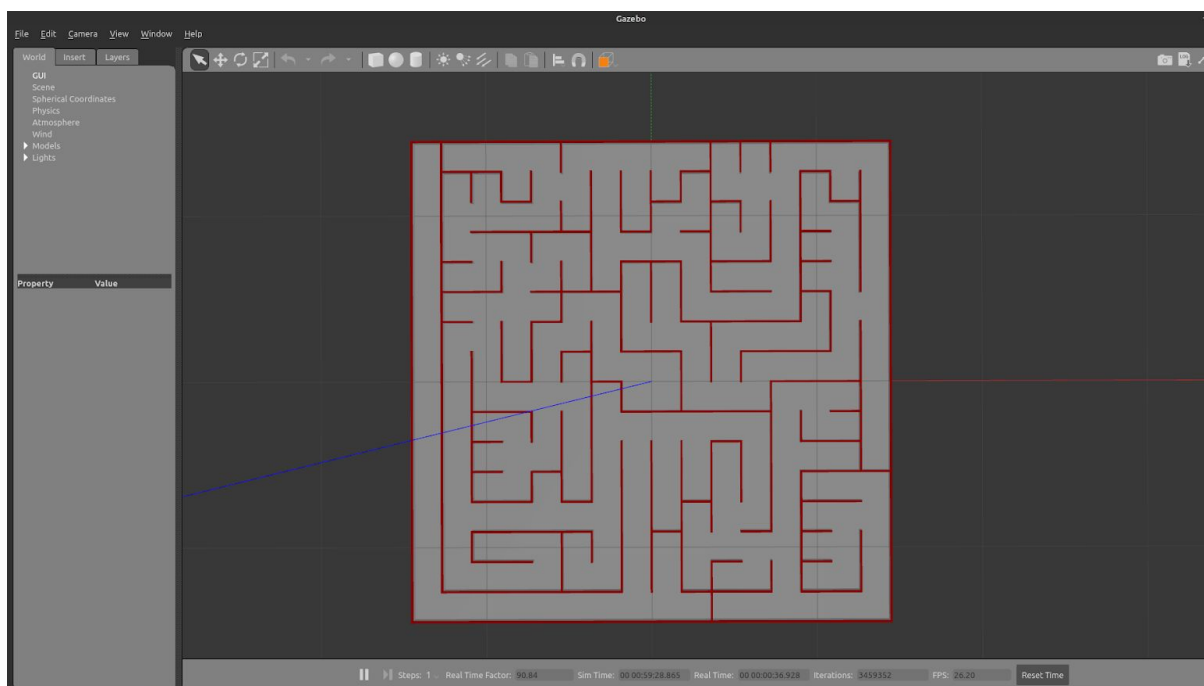 Gazebo
File Edit Camera View Window Help
World Insert Layers
GUI
Scene
Spherical Coordinates
Physics
Atmosphere
Wind
Models
Lights
Property Value
Steps: 1 Real Time Factor: 90.84 Sim Time: 00 00:59:28.865 Real Time: 00 00:00:36.928 Iterations: 3459352 FPS: 26.20 Reset Time